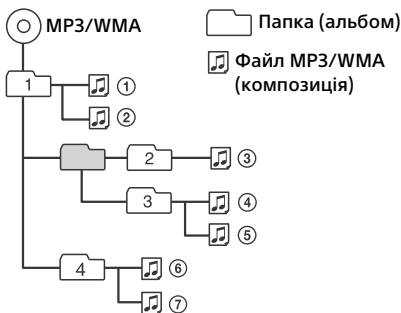 MP3/WMA
Папка (альбом)
Файл MP3/WMA
(композиція)
1
①
②
2
③
3
④
⑤
4
⑥
⑦